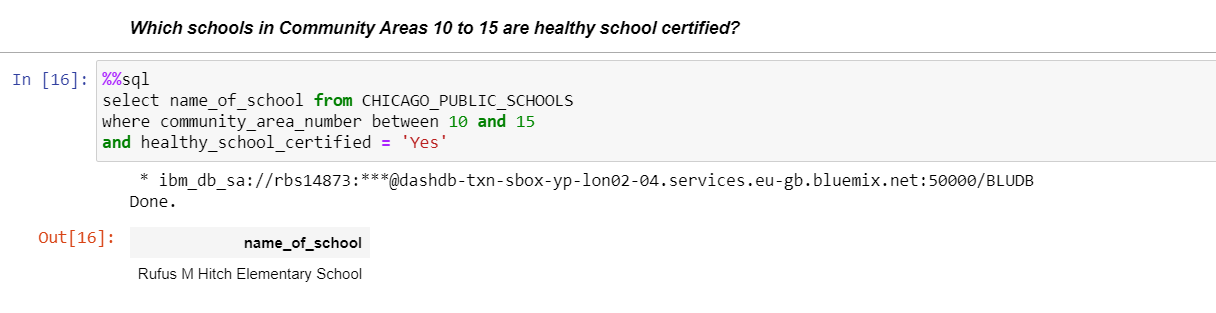 Which schools in Community Areas 10 to 15 are healthy school certified?
In [16]: %%sql
select name_of_school from CHICAGO_PUBLIC_SCHOOLS
where community_area_number between 10 and 15
and healthy_school_certified = 'Yes'
* ibm_db_sa://rbs14873:***@dashdb-txn-sbox-yp-lon02-04.services.eu-gb.bluemix.net:50000/BLUDB
Done.
Out[16]: name_of_school
Rufus M Hitch Elementary School